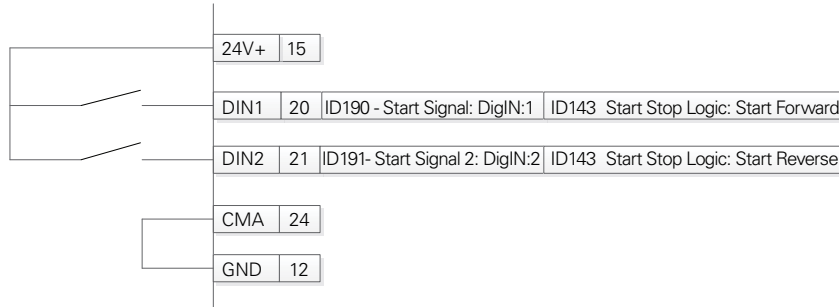 24V+ 15
DIN1 20 ID190 - Start Signal: DigIN:1 ID143 Start Stop Logic: Start Forward
DIN2 21 ID191- Start Signal 2: DigIN:2 ID143 Start Stop Logic: Start Reverse
CMA 24
GND 12